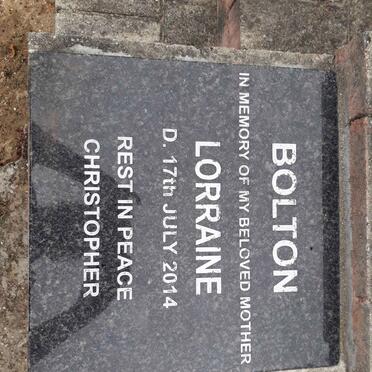 BOLTON
IN MEMORY OF MY BELOVED MOTHER
LORRAINE
D. 17th JULY 2014
REST IN PEACE
CHRISTOPHER